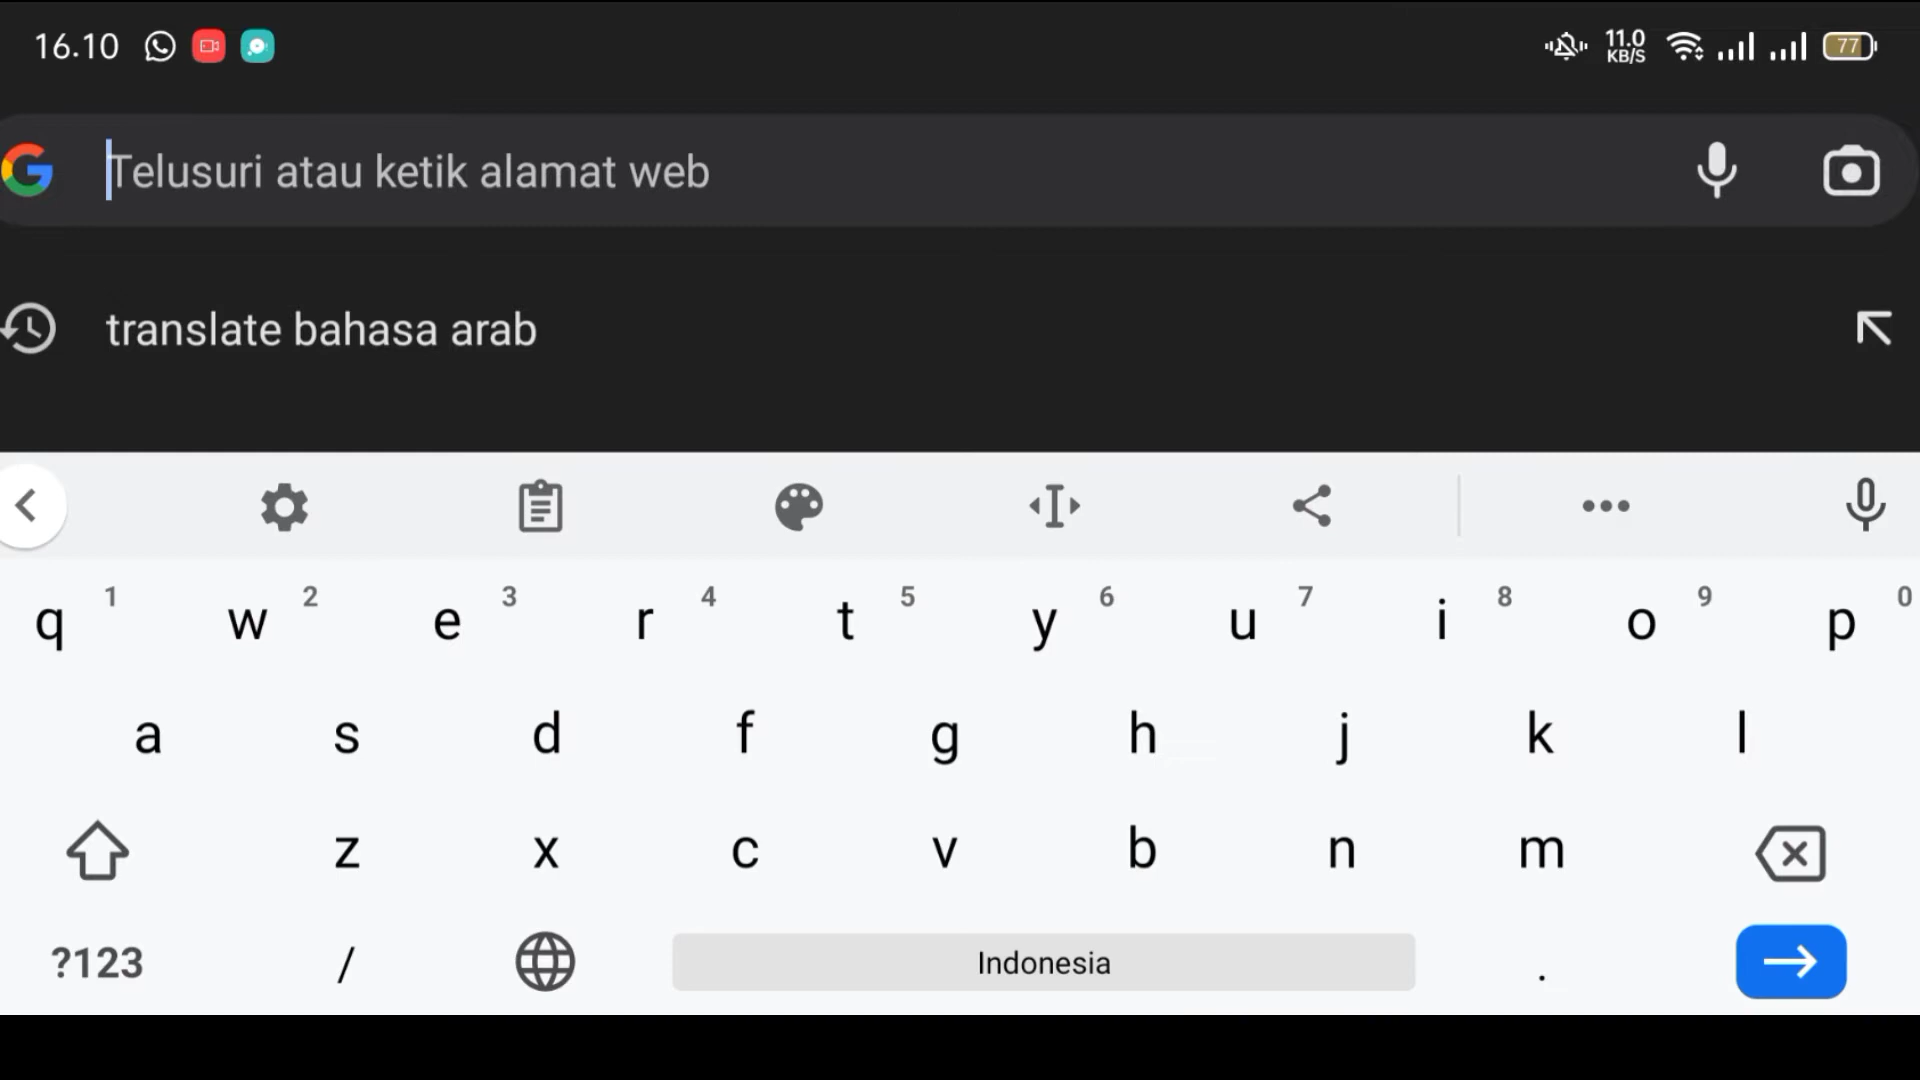 16.10 11.0 KB/S 77
Telusuri atau ketik alamat web
translate bahasa arab
q 1 w 2 e 3 r 4 t 5 y 6 u 7 i 8 o 9 p 0
a s d f g h j k l
z x c v b n m
?123 / Indonesia .